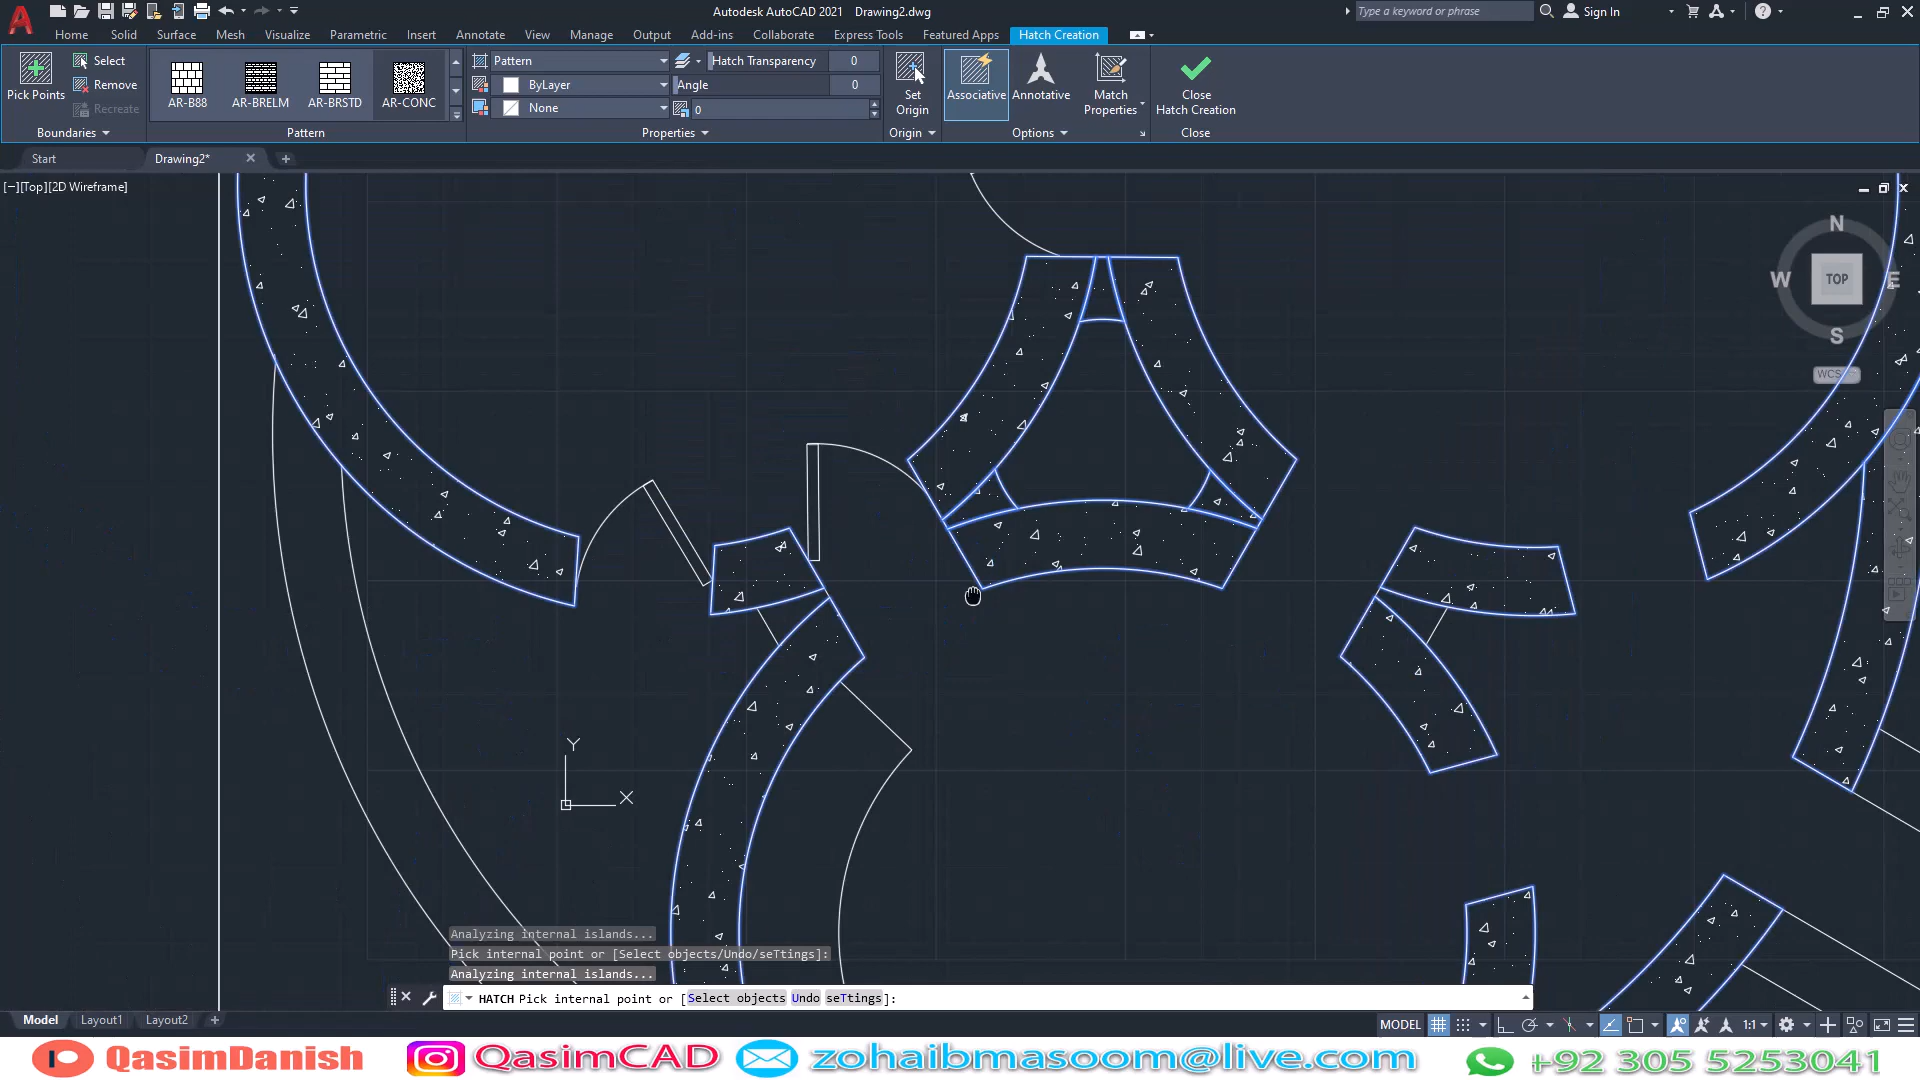 Autodesk AutoCAD 2021 Drawing2.dwg
Type a keyword or phrase
Sign In
Home Solid Surface Mesh Visualize Parametric Insert Annotate View Manage Output Add-ins Collaborate Express Tools Featured Apps Hatch Creation
Pick Points
Select
Remove
Recreate
Boundaries
AR-B88 AR-BRELM AR-BRSTD AR-CONC
Pattern
Pattern
ByLayer
None
Hatch Transparency 0
Angle 0
0
Properties
Set
Origin
Origin
Associative Annotative
Match
Properties
Options
Close
Hatch Creation
Close
Start Drawing2*
[−][Top][2D Wireframe]
N
W TOP E
S
WCS
Y
X
Analyzing internal islands...
Pick internal point or [Select objects/Undo/seTtings]:
Analyzing internal islands...
HATCH Pick internal point or [Select objects Undo seTtings]:
Model Layout1 Layout2
MODEL 1:1
QasimDanish QasimCAD zohaibmasoom@live.com +92 305 5253041